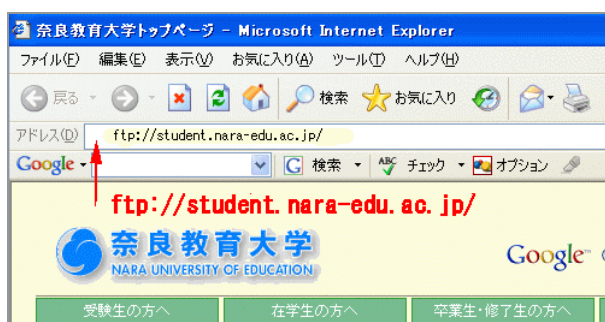 奈良教育大学トップページ - Microsoft Internet Explorer
ファイル(F) 編集(E) 表示(V) お気に入り(A) ツール(T) ヘルプ(H)
戻る 検索 お気に入り
アドレス(D) ftp://student.nara-edu.ac.jp/
Google 検索 ABC チェック オプション
ftp://student.nara-edu.ac.jp/
奈良教育大学
NARA UNIVERSITY OF EDUCATION
Google™
受験生の方へ 在学生の方へ 卒業生・修了生の方へ